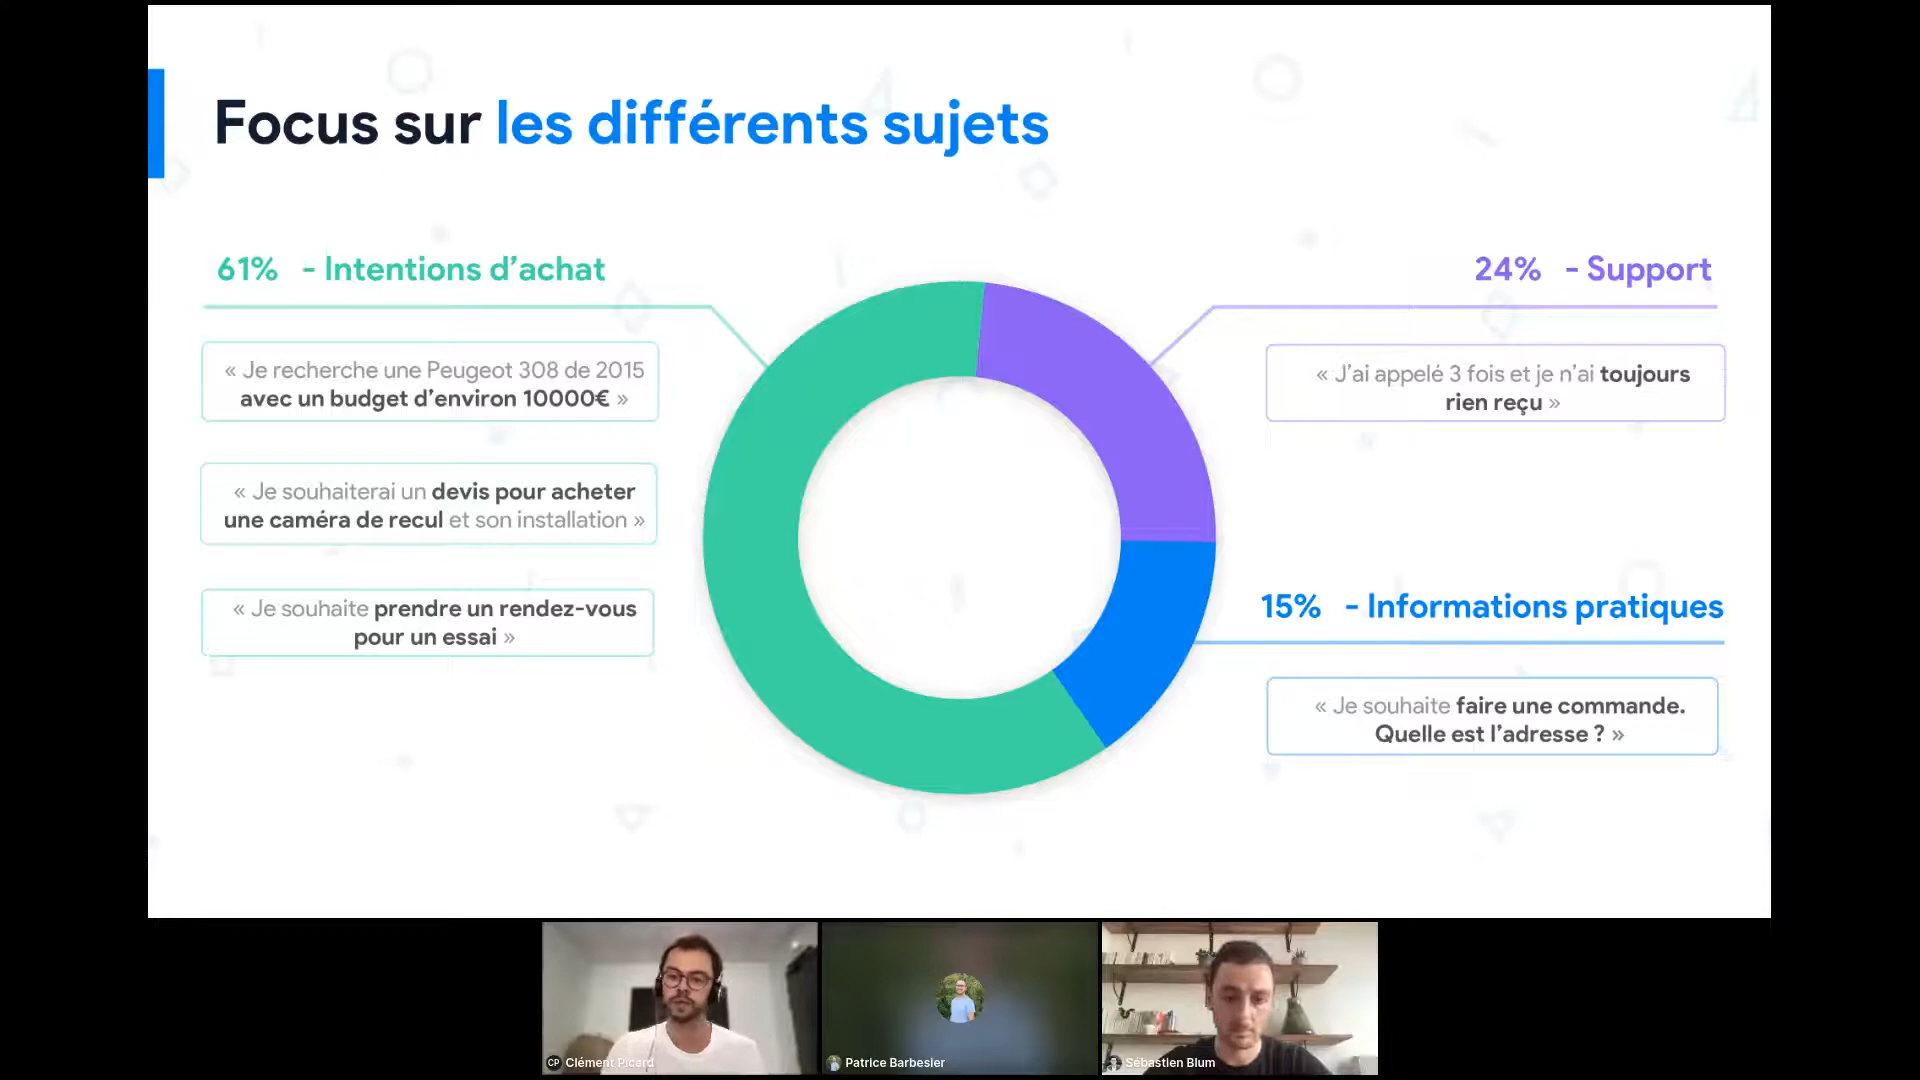 Focus sur les différents sujets
61% - Intentions d’achat
« Je recherche une Peugeot 308 de 2015
avec un budget d’environ 10000€ »
« Je souhaiterai un devis pour acheter
une caméra de recul et son installation »
« Je souhaite prendre un rendez-vous
pour un essai »
24% - Support
« J’ai appelé 3 fois et je n’ai toujours
rien reçu »
15% - Informations pratiques
« Je souhaite faire une commande.
Quelle est l’adresse ? »
CP Clément Picard
Patrice Barbesier
Sébastien Blum